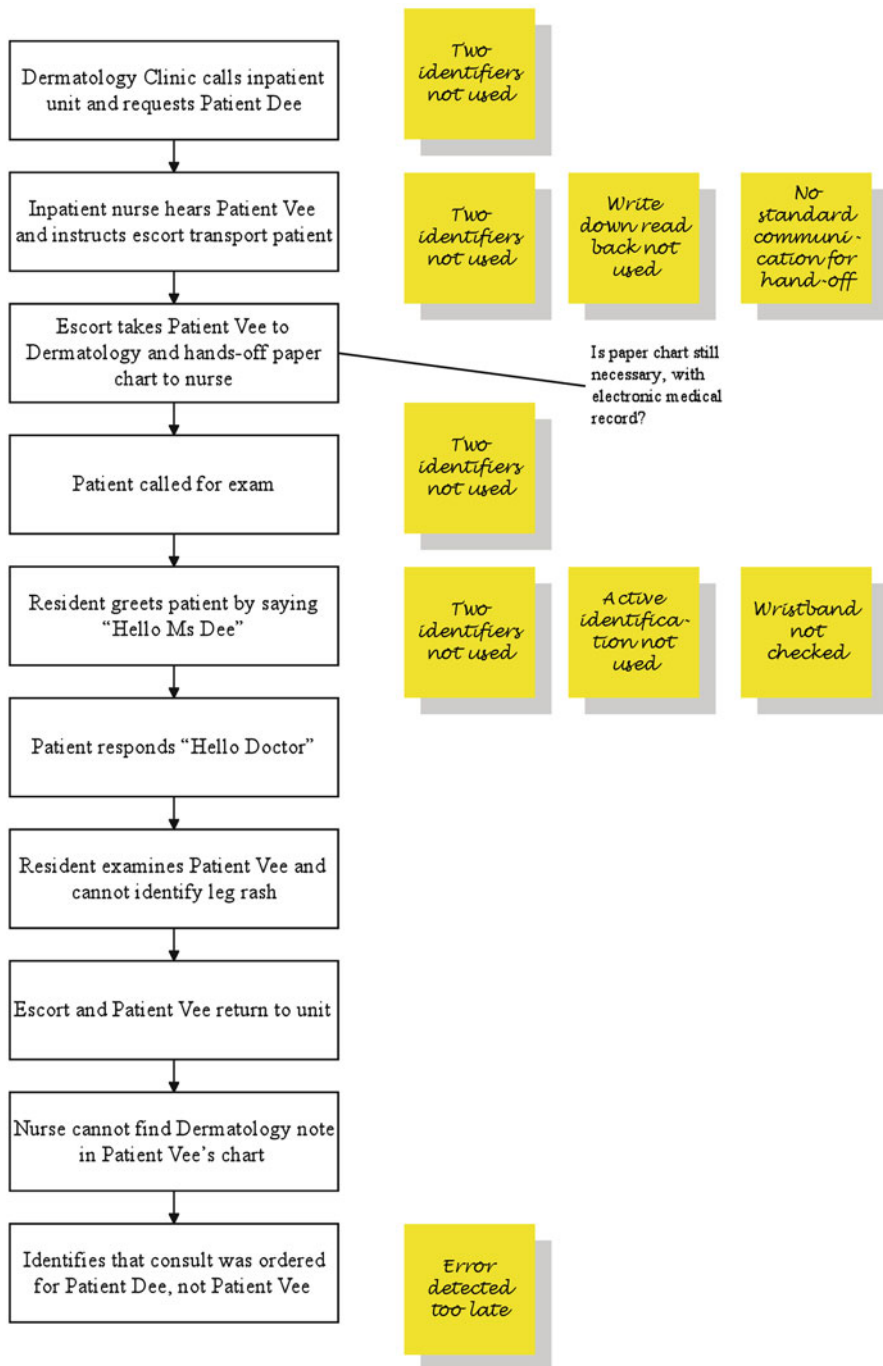 Dermatology Clinic calls inpatient
unit and requests Patient Dee
Two
identifiers
not used
Inpatient nurse hears Patient Vee
and instructs escort transport patient
Two
identifiers
not used
Write
down read
back not
used
No
standard
communi-
cation for
hand-off
Escort takes Patient Vee to
Dermatology and hands-off paper
chart to nurse
Is paper chart still
necessary, with
electronic medical
record?
Patient called for exam
Two
identifiers
not used
Resident greets patient by saying
“Hello Ms Dee”
Two
identifiers
not used
Active
identifica-
tion not
used
Wristband
not
checked
Patient responds “Hello Doctor”
Resident examines Patient Vee and
cannot identify leg rash
Escort and Patient Vee return to unit
Nurse cannot find Dermatology note
in Patient Vee’s chart
Identifies that consult was ordered
for Patient Dee, not Patient Vee
Error
detected
too late